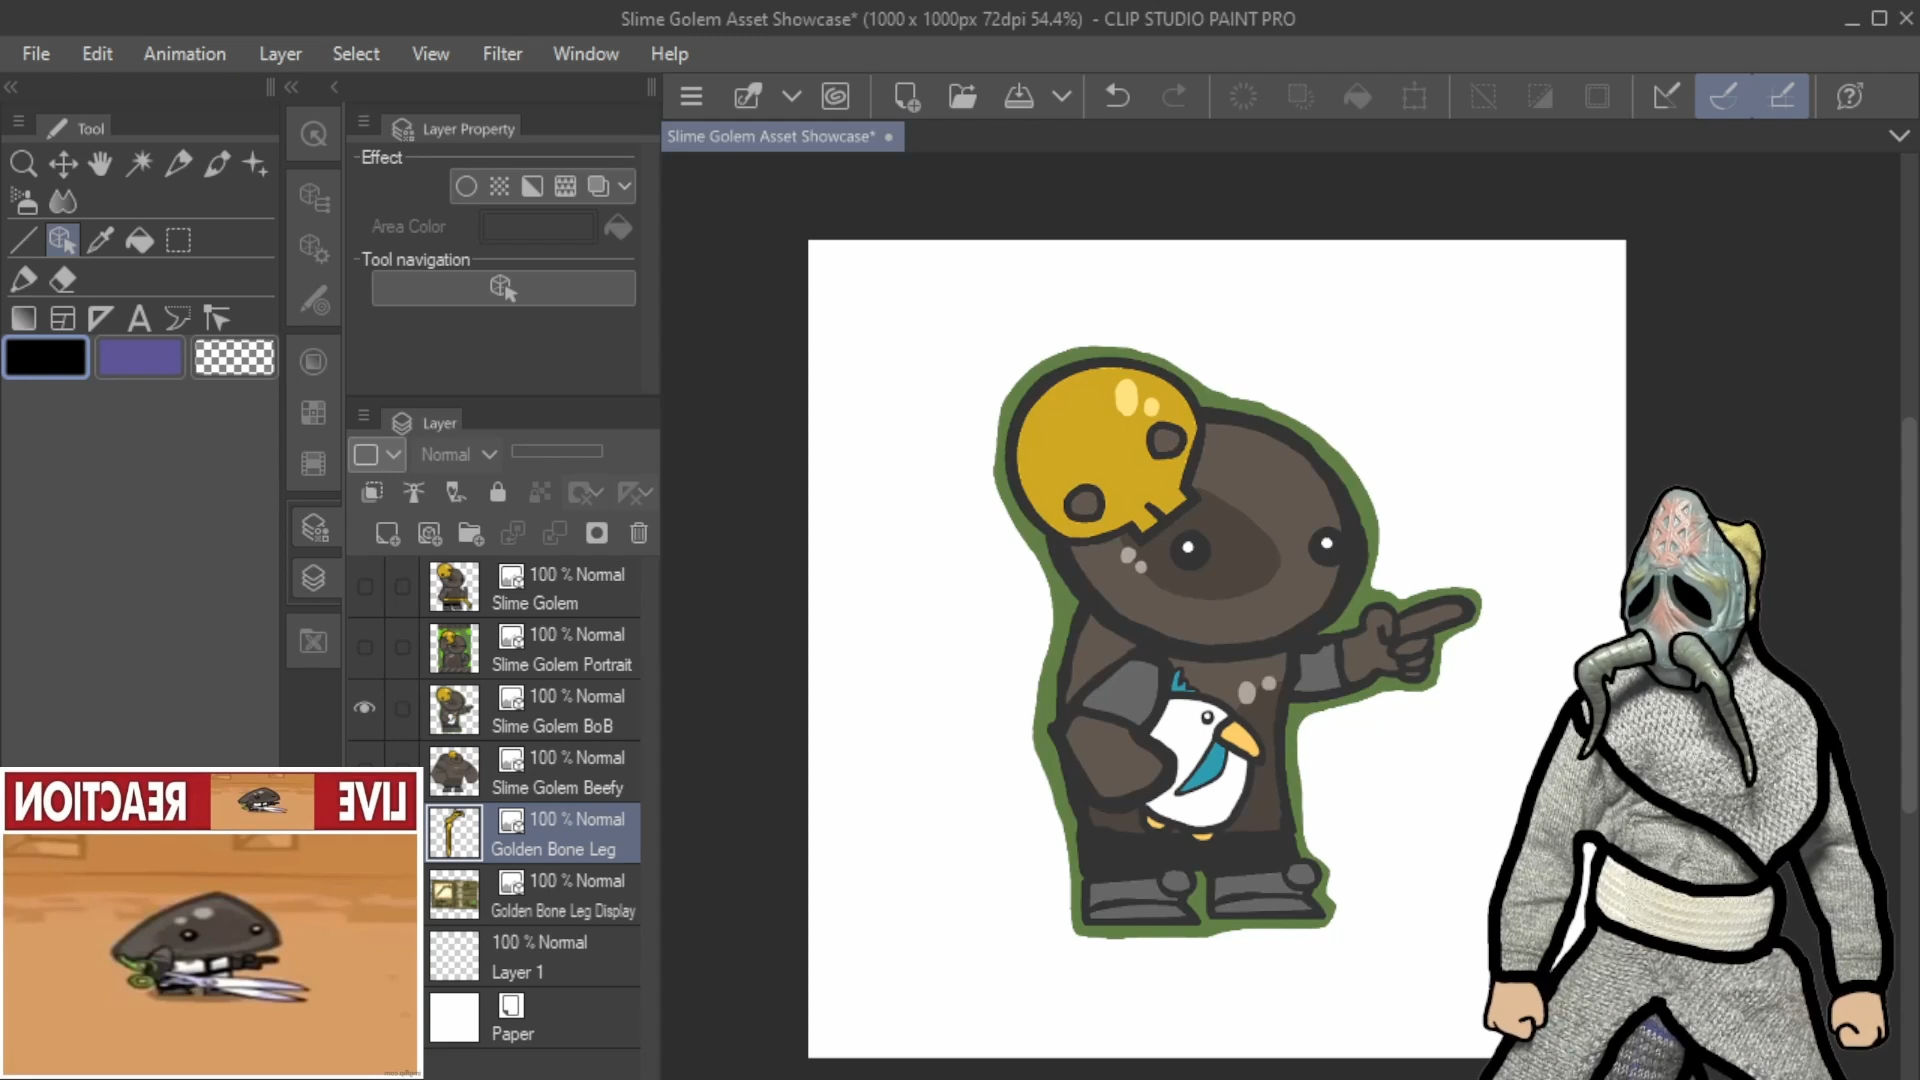 Slime Golem Asset Showcase* (1000 x 1000px 72dpi 54.4%)  - CLIP STUDIO PAINT PRO
File Edit Animation Layer Select View Filter Window Help
Tool
Layer Property
Slime Golem Asset Showcase*
Effect
Area Color
Tool navigation
Layer
Normal
100 % Normal
Slime Golem
100 % Normal
Slime Golem Portrait
100 % Normal
Slime Golem BoB
100 % Normal
Slime Golem Beefy
100 % Normal
Golden Bone Leg
100 % Normal
Golden Bone Leg Display
100 % Normal
Layer 1
Paper
LIVE REACTION